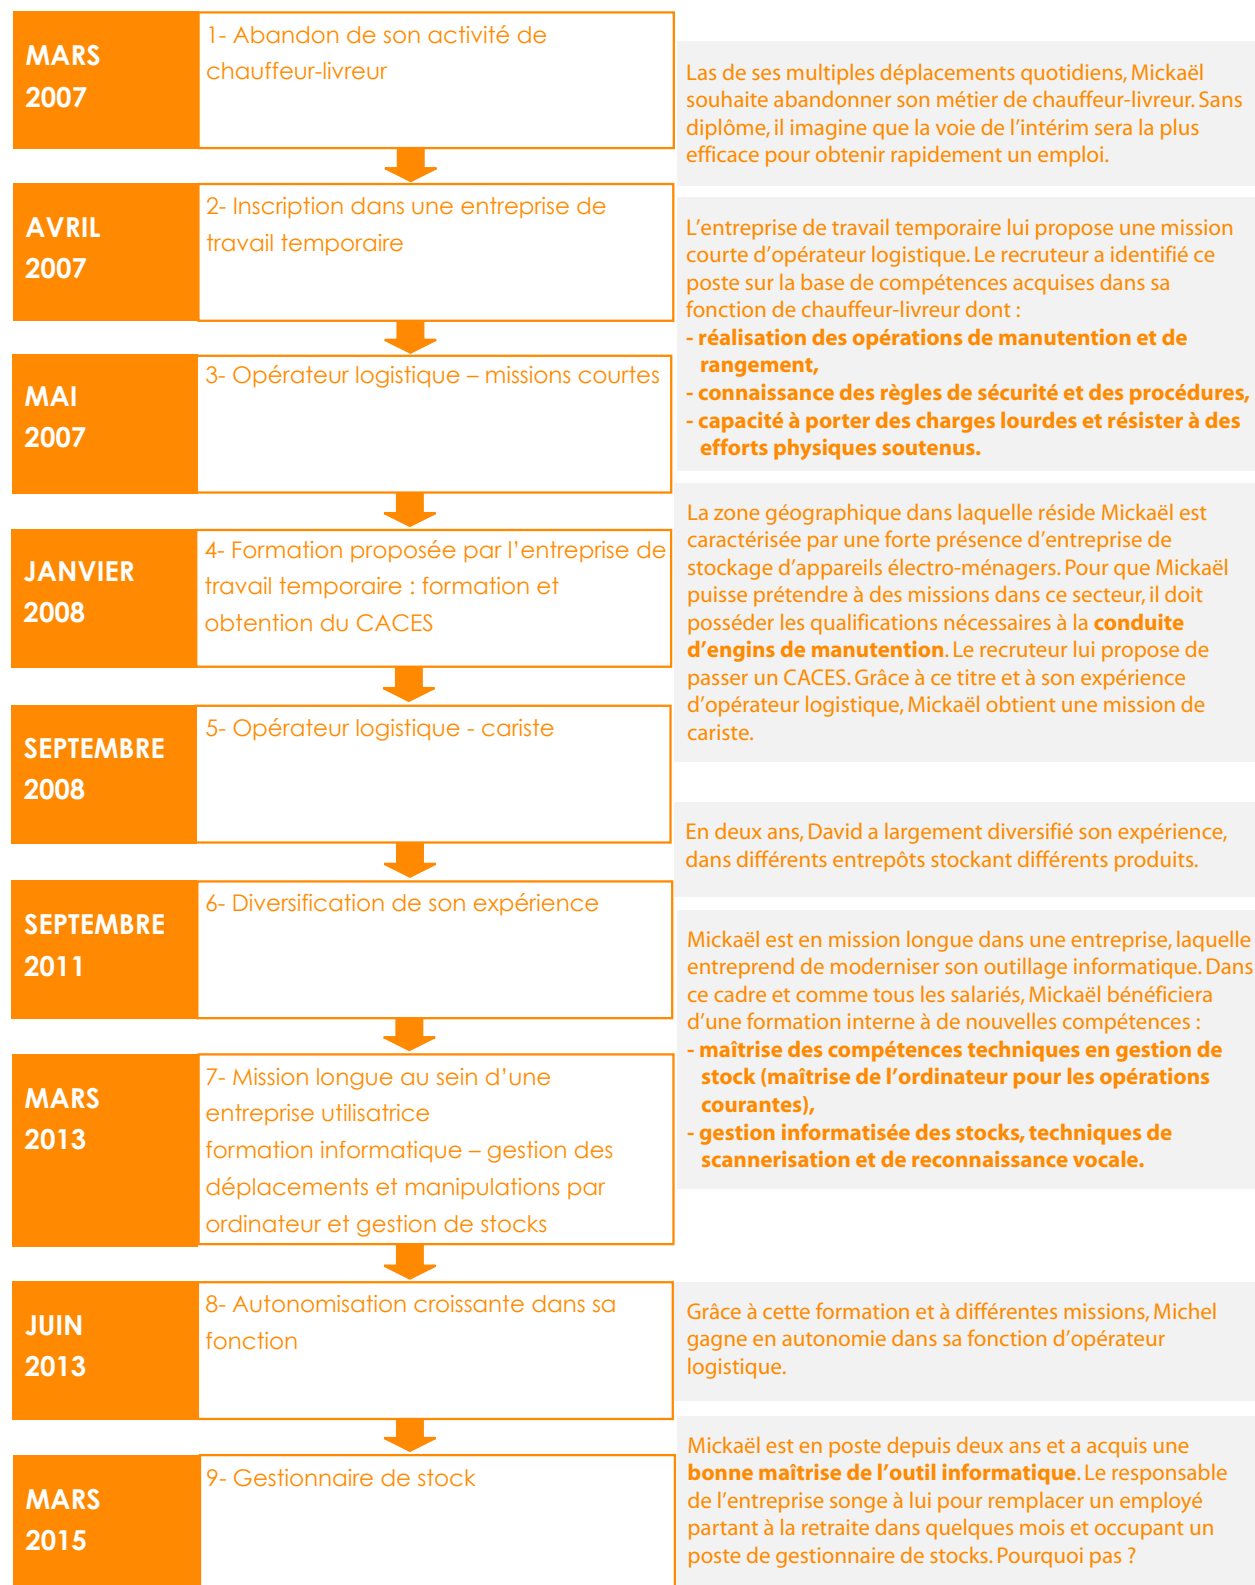 MARS
2007
1- Abandon de son activité de
chauffeur-livreur
Las de ses multiples déplacements quotidiens, Mickaël
souhaite abandonner son métier de chauffeur-livreur. Sans
diplôme, il imagine que la voie de l’intérim sera la plus
efficace pour obtenir rapidement un emploi.
AVRIL
2007
2- Inscription dans une entreprise de
travail temporaire
L’entreprise de travail temporaire lui propose une mission
courte d’opérateur logistique. Le recruteur a identifié ce
poste sur la base de compétences acquises dans sa
fonction de chauffeur-livreur dont :
- réalisation des opérations de manutention et de
rangement,
- connaissance des règles de sécurité et des procédures,
- capacité à porter des charges lourdes et résister à des
efforts physiques soutenus.
MAI
2007
3- Opérateur logistique – missions courtes
JANVIER
2008
4- Formation proposée par l’entreprise de
travail temporaire : formation et
obtention du CACES
La zone géographique dans laquelle réside Mickaël est
caractérisée par une forte présence d’entreprise de
stockage d’appareils électro-ménagers. Pour que Mickaël
puisse prétendre à des missions dans ce secteur, il doit
posséder les qualifications nécessaires à la conduite
d’engins de manutention. Le recruteur lui propose de
passer un CACES. Grâce à ce titre et à son expérience
d’opérateur logistique, Mickaël obtient une mission de
cariste.
SEPTEMBRE
2008
5- Opérateur logistique - cariste
En deux ans, David a largement diversifié son expérience,
dans différents entrepôts stockant différents produits.
SEPTEMBRE
2011
6- Diversification de son expérience
Mickaël est en mission longue dans une entreprise, laquelle
entreprend de moderniser son outillage informatique. Dans
ce cadre et comme tous les salariés, Mickaël bénéficiera
d’une formation interne à de nouvelles compétences :
- maîtrise des compétences techniques en gestion de
stock (maîtrise de l’ordinateur pour les opérations
courantes),
- gestion informatisée des stocks, techniques de
scannerisation et de reconnaissance vocale.
MARS
2013
7- Mission longue au sein d’une
entreprise utilisatrice
formation informatique – gestion des
déplacements et manipulations par
ordinateur et gestion de stocks
JUIN
2013
8- Autonomisation croissante dans sa
fonction
Grâce à cette formation et à différentes missions, Michel
gagne en autonomie dans sa fonction d’opérateur
logistique.
MARS
2015
9- Gestionnaire de stock
Mickaël est en poste depuis deux ans et a acquis une
bonne maîtrise de l’outil informatique. Le responsable
de l’entreprise songe à lui pour remplacer un employé
partant à la retraite dans quelques mois et occupant un
poste de gestionnaire de stocks. Pourquoi pas ?